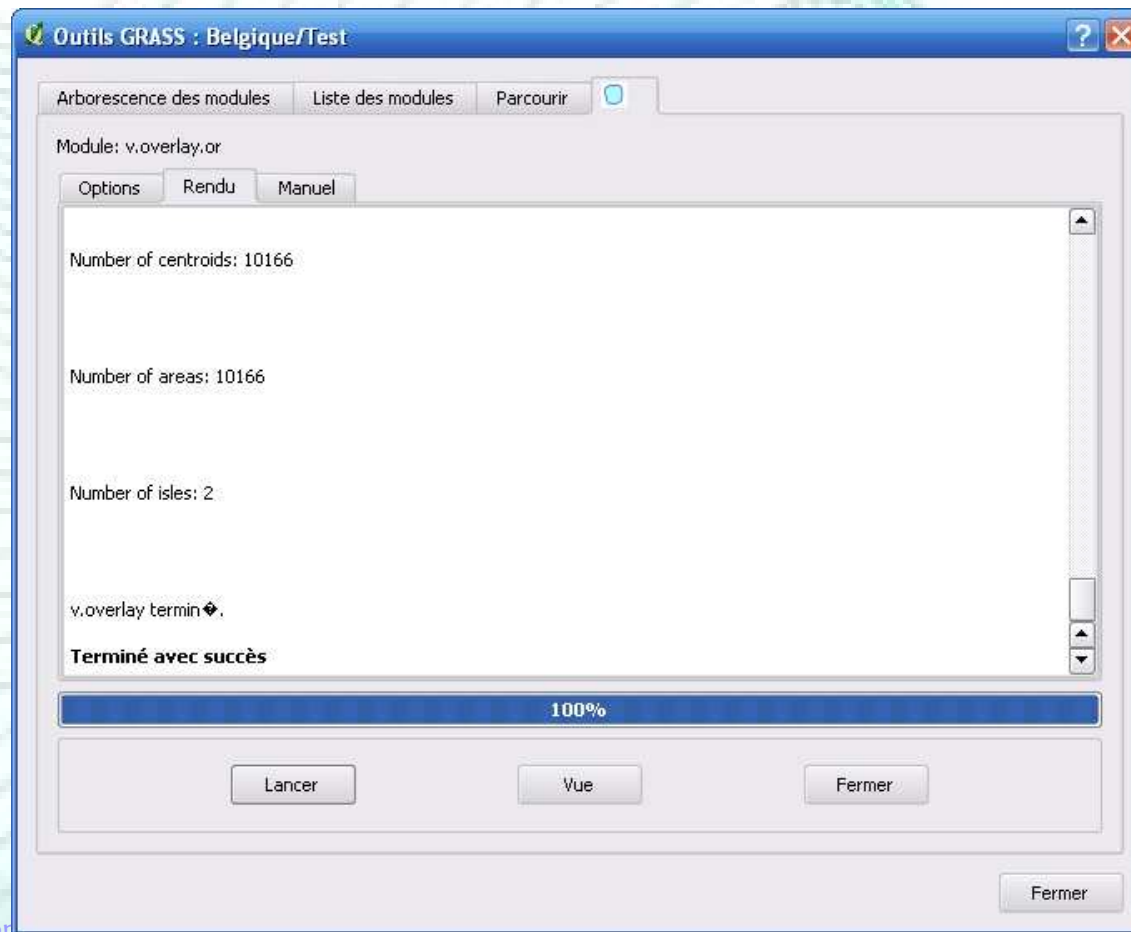 Outils GRASS : Belgique/Test
Arborescence des modules Liste des modules Parcourir
Module: v.overlay.or
Options Rendu Manuel
Number of centroids: 10166
Number of areas: 10166
Number of isles: 2
v.overlay termin�.
Terminé avec succès
100%
Lancer Vue Fermer
Fermer